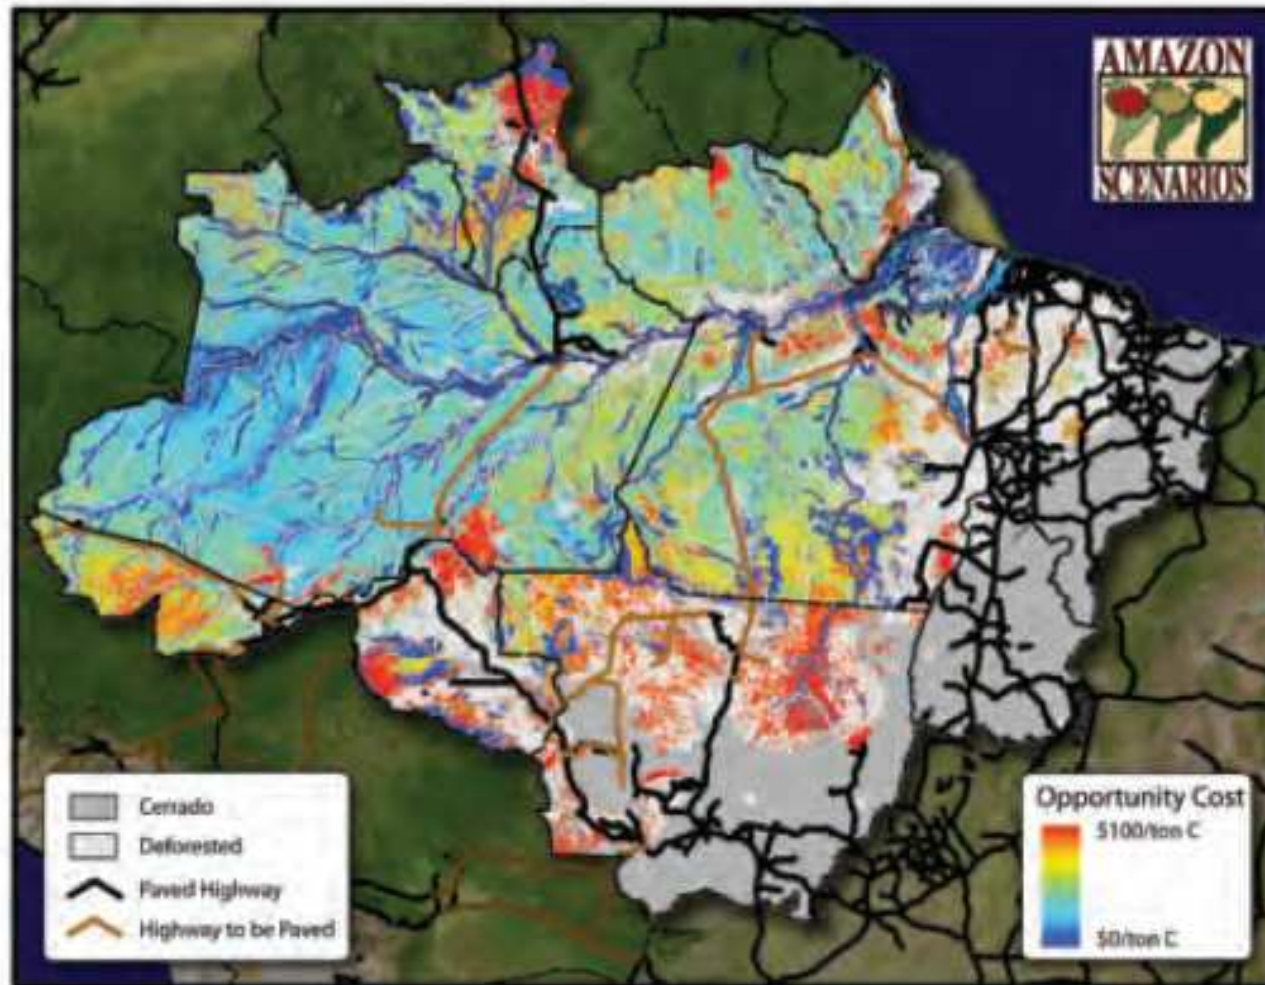 AMAZON
SCENARIOS
Cerrado
Deforested
Paved Highway
Highway to be Paved
Opportunity Cost
$100/ton C
$0/ton C